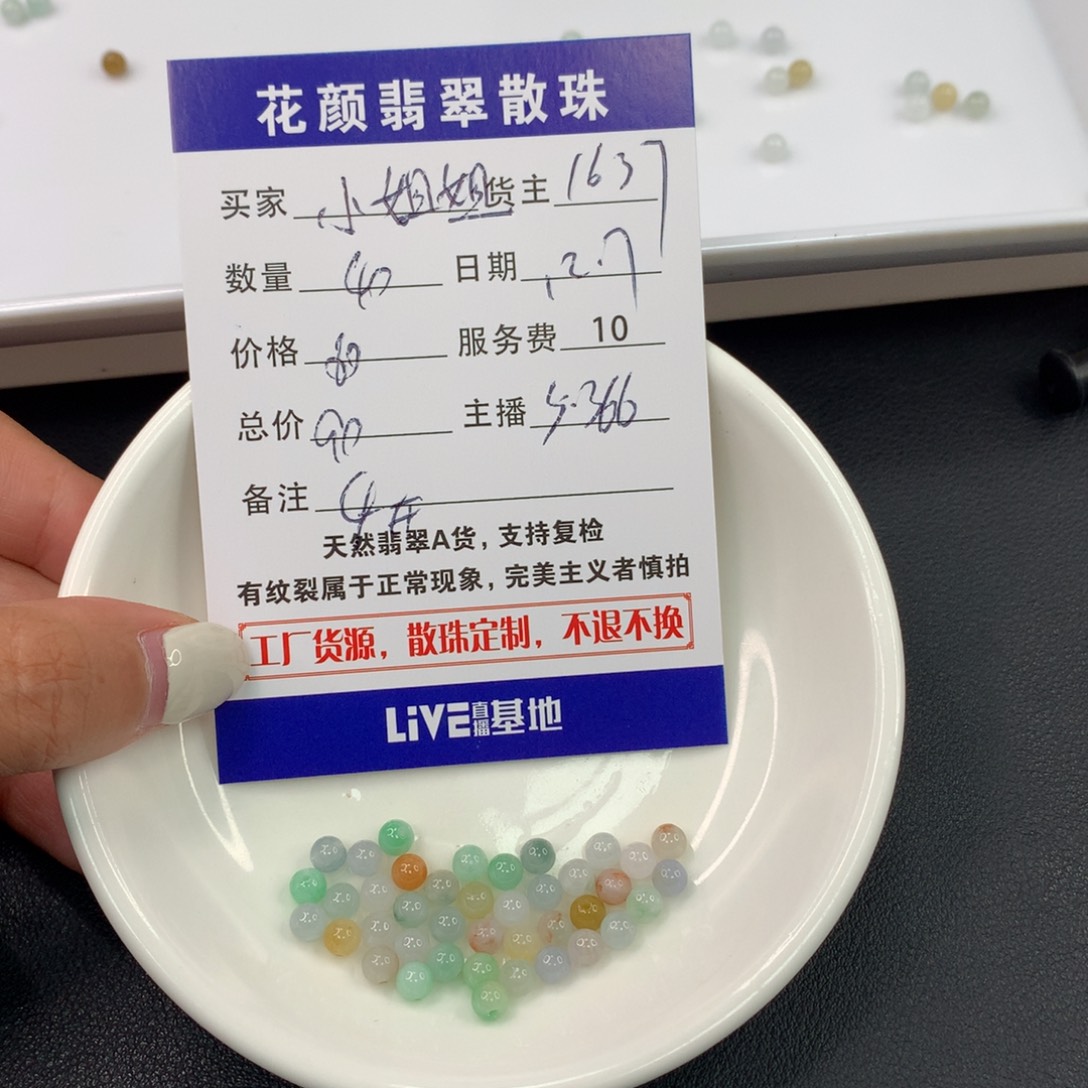 花颜翡翠散珠
买家 小姐姐 货主 1637
数量 40 日期 12.7
价格 80 服务费 10
总价 90 主播
备注
天然翡翠A货，支持复检
有纹裂属于正常现象，完美主义者慎拍
工厂货源，散珠定制，不退不换
LiVE直播基地